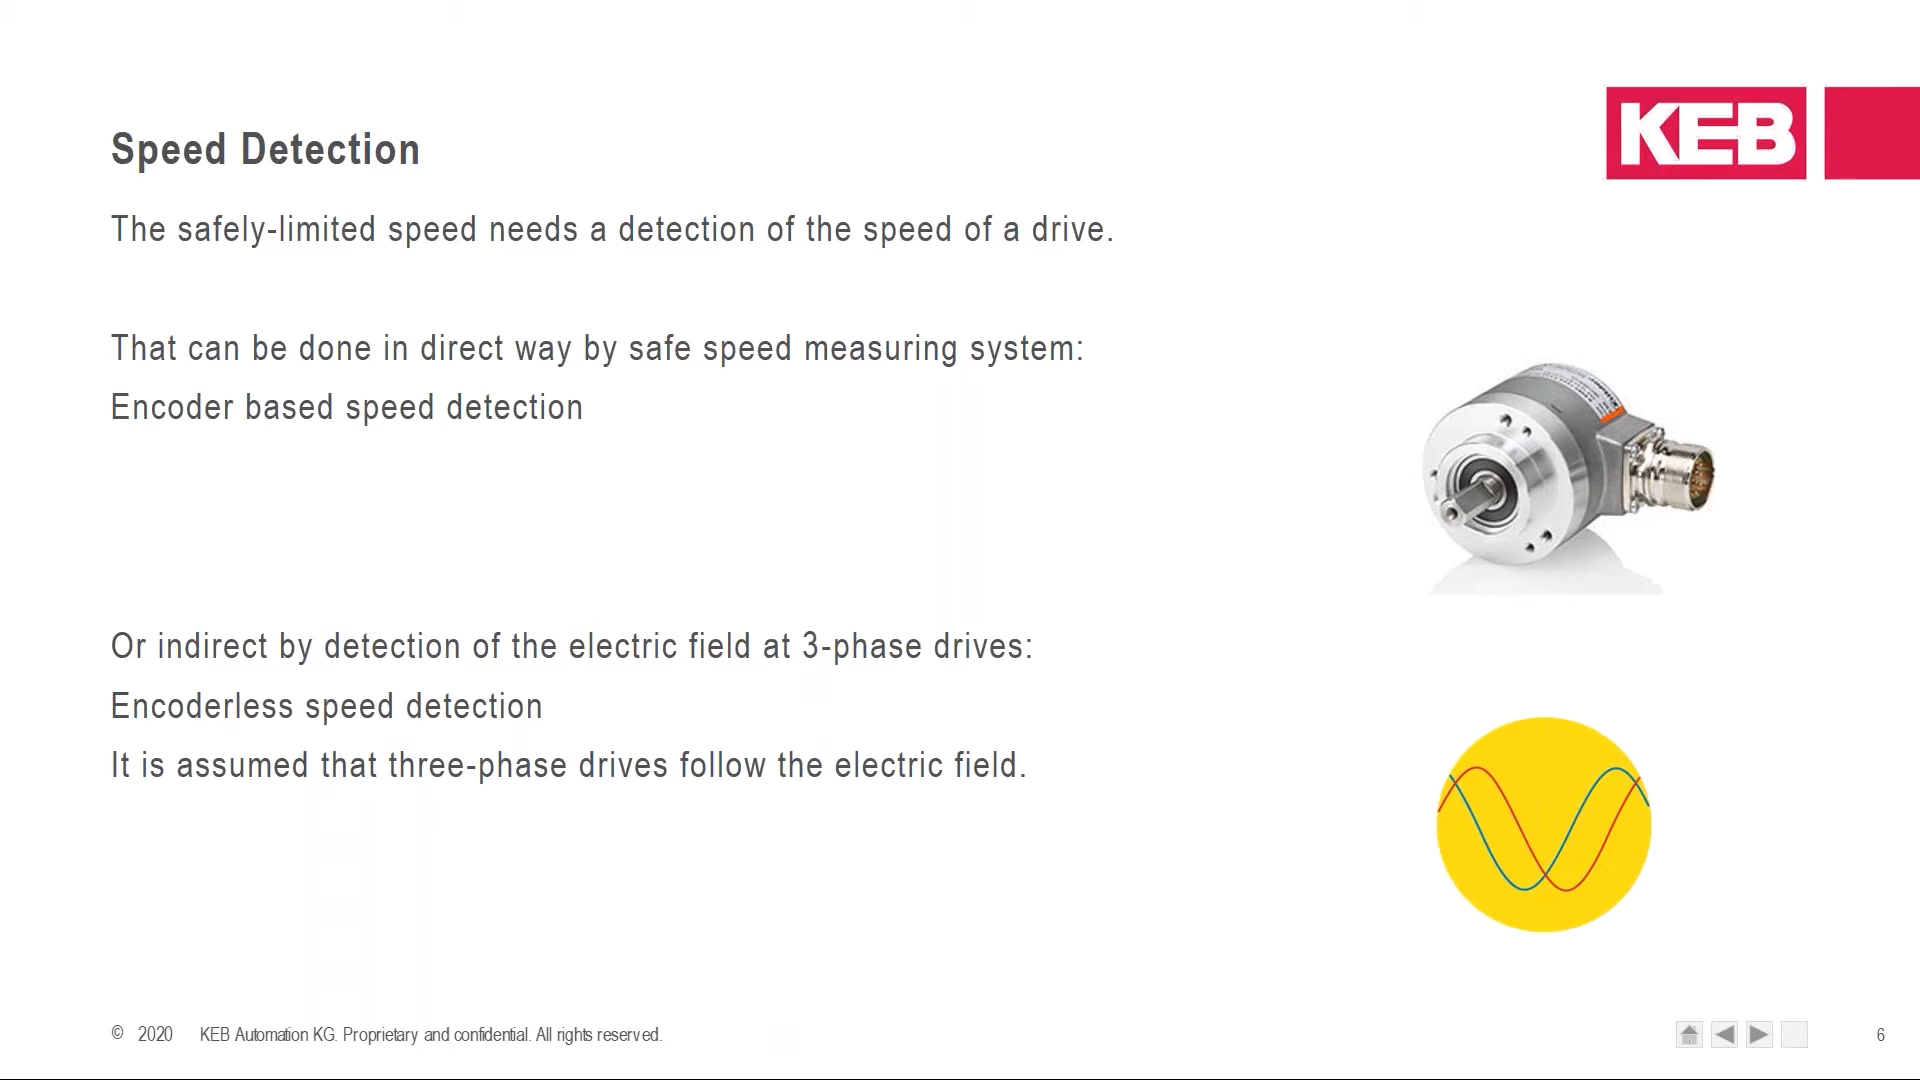 KEB
Speed Detection
The safely-limited speed needs a detection of the speed of a drive.
That can be done in direct way by safe speed measuring system:
Encoder based speed detection
Or indirect by detection of the electric field at 3-phase drives:
Encoderless speed detection
It is assumed that three-phase drives follow the electric field.
© 2020 KEB Automation KG. Proprietary and confidential. All rights reserved.
6